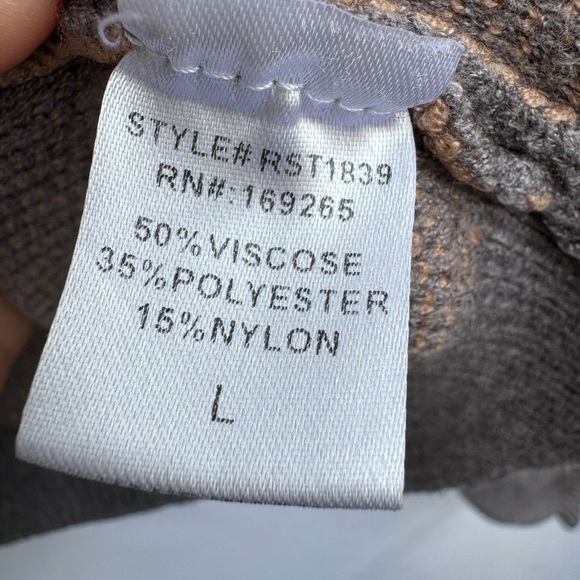 STYLE# RST1839
RN#: 169265
50%VISCOSE
35%POLYESTER
15%NYLON
L